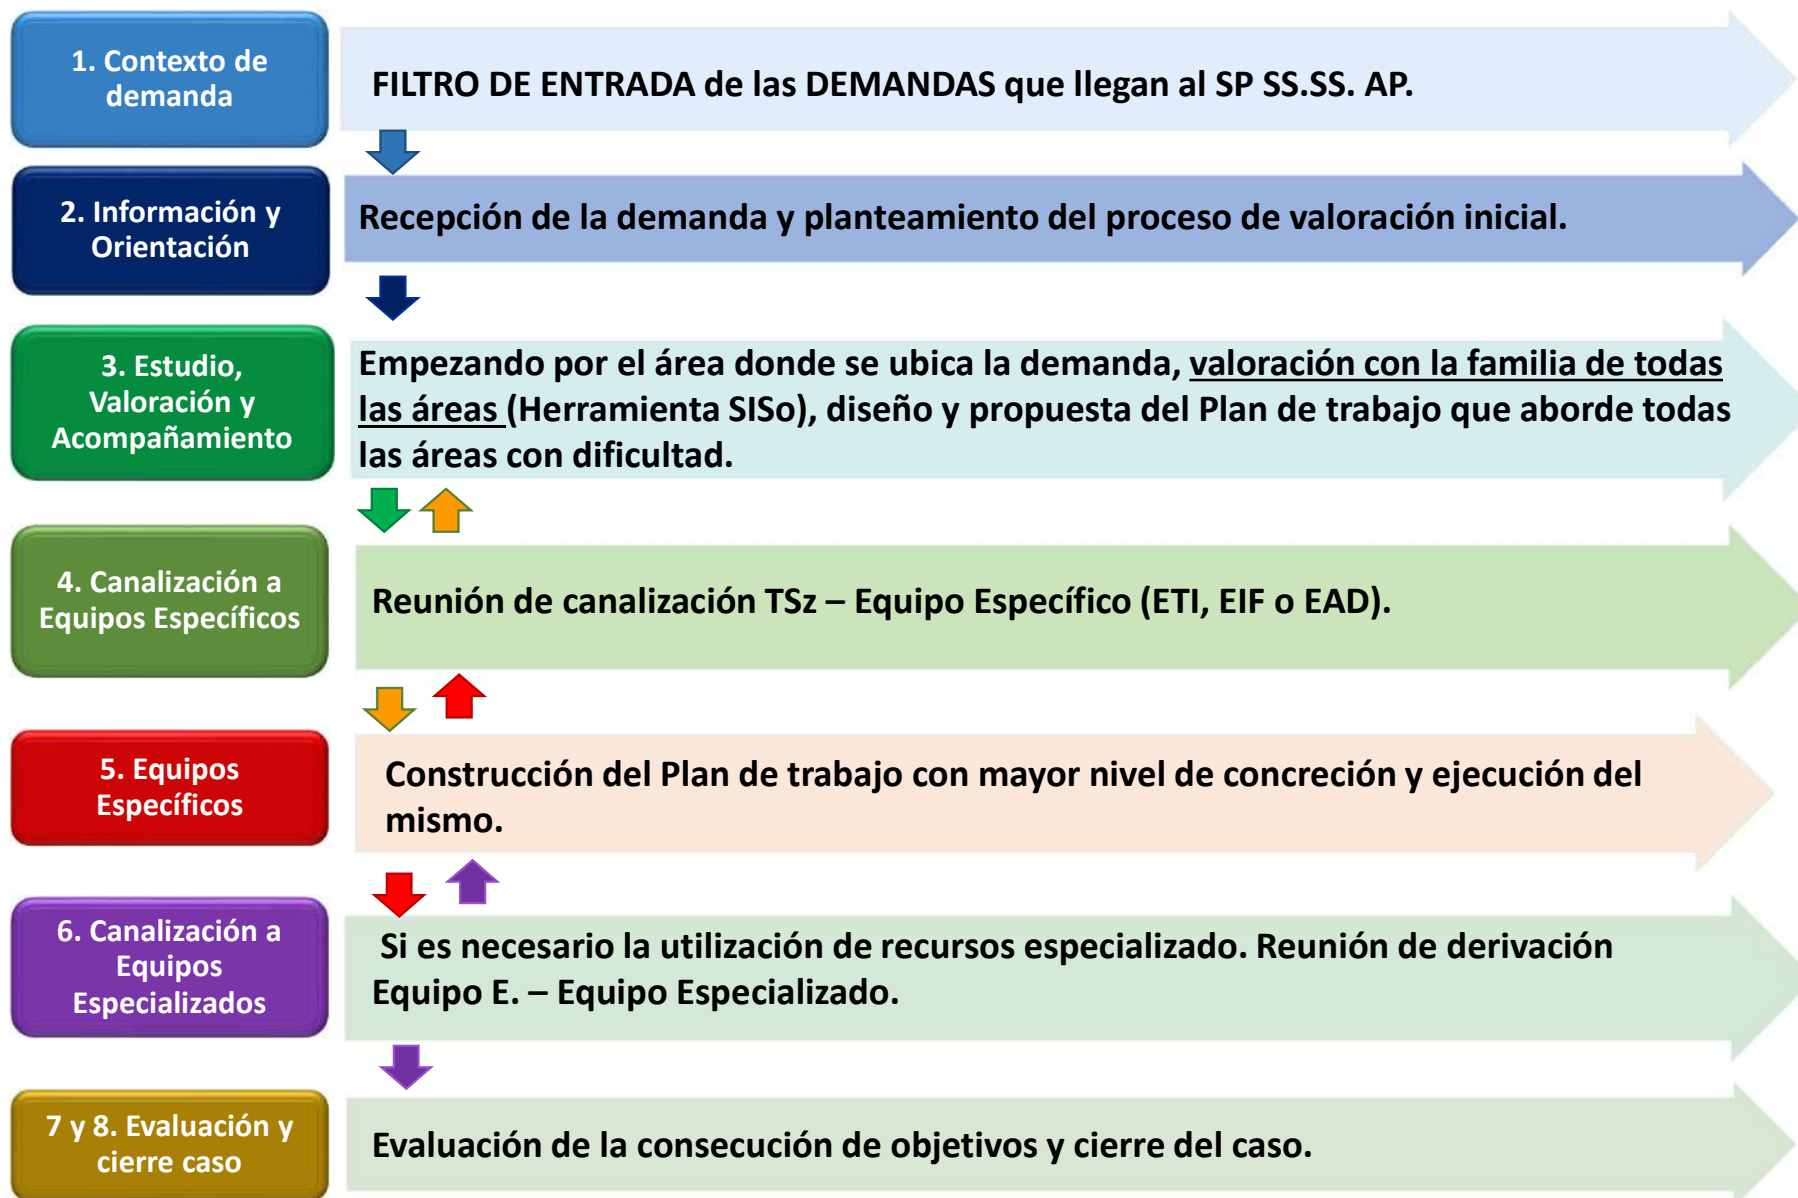 1. Contexto de
demanda
FILTRO DE ENTRADA de las DEMANDAS que llegan al SP SS.SS. AP.
2. Información y
Orientación
Recepción de la demanda y planteamiento del proceso de valoración inicial.
3. Estudio,
Valoración y
Acompañamiento
Empezando por el área donde se ubica la demanda, valoración con la familia de todas
las áreas (Herramienta SISo), diseño y propuesta del Plan de trabajo que aborde todas
las áreas con dificultad.
4. Canalización a
Equipos Específicos
Reunión de canalización TSz – Equipo Específico (ETI, EIF o EAD).
5. Equipos
Específicos
Construcción del Plan de trabajo con mayor nivel de concreción y ejecución del
mismo.
6. Canalización a
Equipos
Especializados
Si es necesario la utilización de recursos especializado. Reunión de derivación
Equipo E. – Equipo Especializado.
7 y 8. Evaluación y
cierre caso
Evaluación de la consecución de objetivos y cierre del caso.